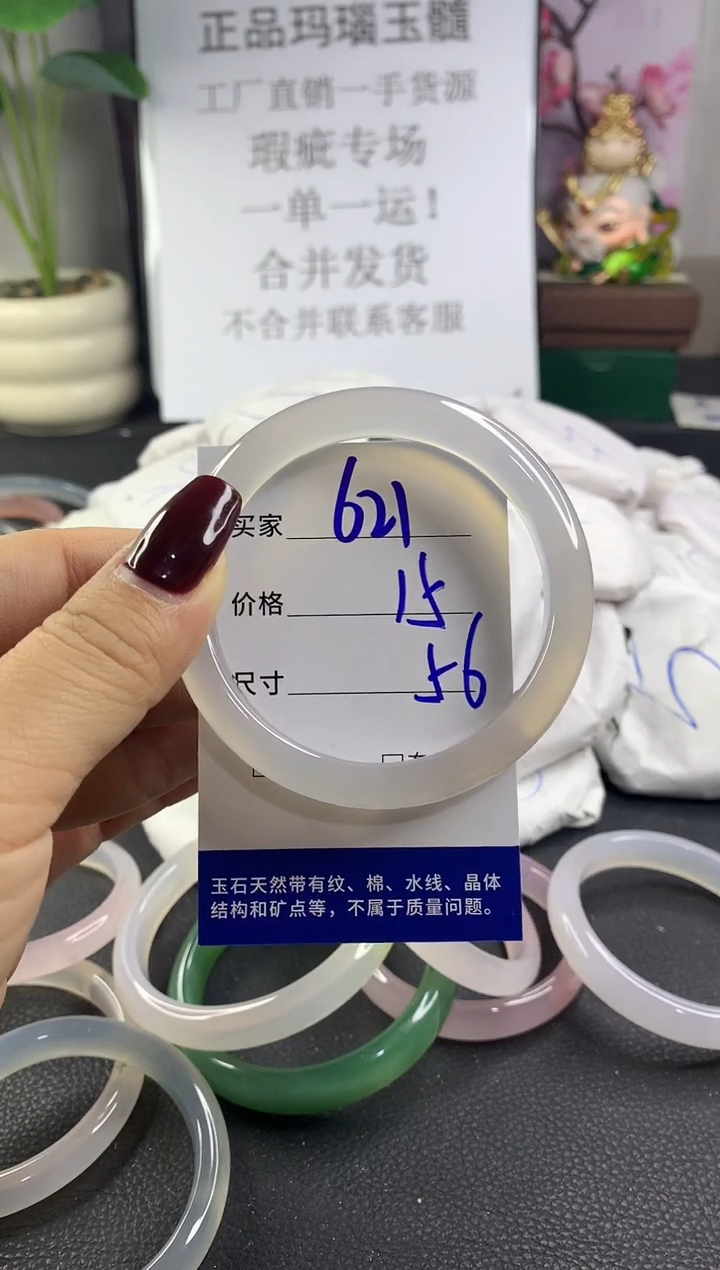 正品玛瑙玉髓
工厂直销一手货源
瑕疵专场
一单一运！
合并发货
不合并联系客服
买家 621
价格 15
尺寸 56
玉石天然带有纹、棉、水线、晶体
结构和矿点等，不属于质量问题。